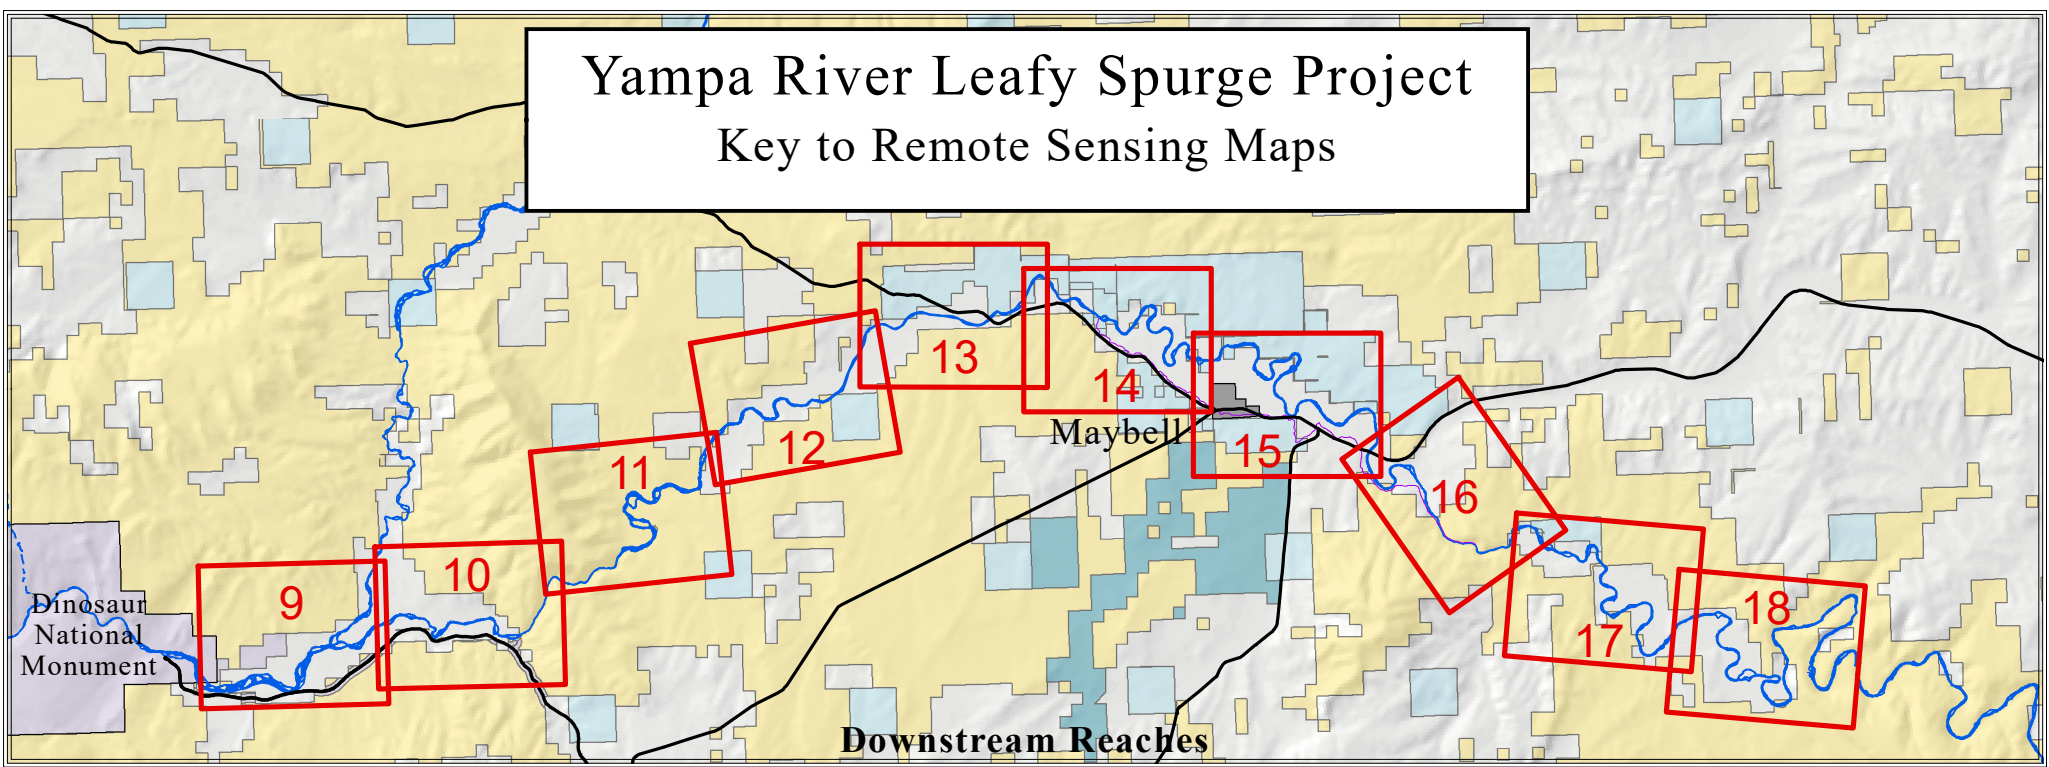 Yampa River Leafy Spurge Project
Key to Remote Sensing Maps
13
14
Maybell
12
15
11
16
10
9
Dinosaur
National
Monument
18
17
Downstream Reaches